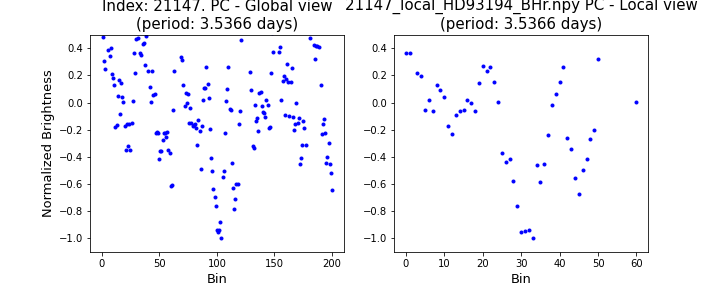 Index: 21147. PC - Global view
(period: 3.5366 days)
21147_local_HD93194_BHr.npy PC - Local view
(period: 3.5366 days)
Normalized Brightness
0.4
0.2
0.0
−0.2
−0.4
−0.6
−0.8
−1.0
0 50 100 150 200
Bin
0.4
0.2
0.0
−0.2
−0.4
−0.6
−0.8
−1.0
0 10 20 30 40 50 60
Bin